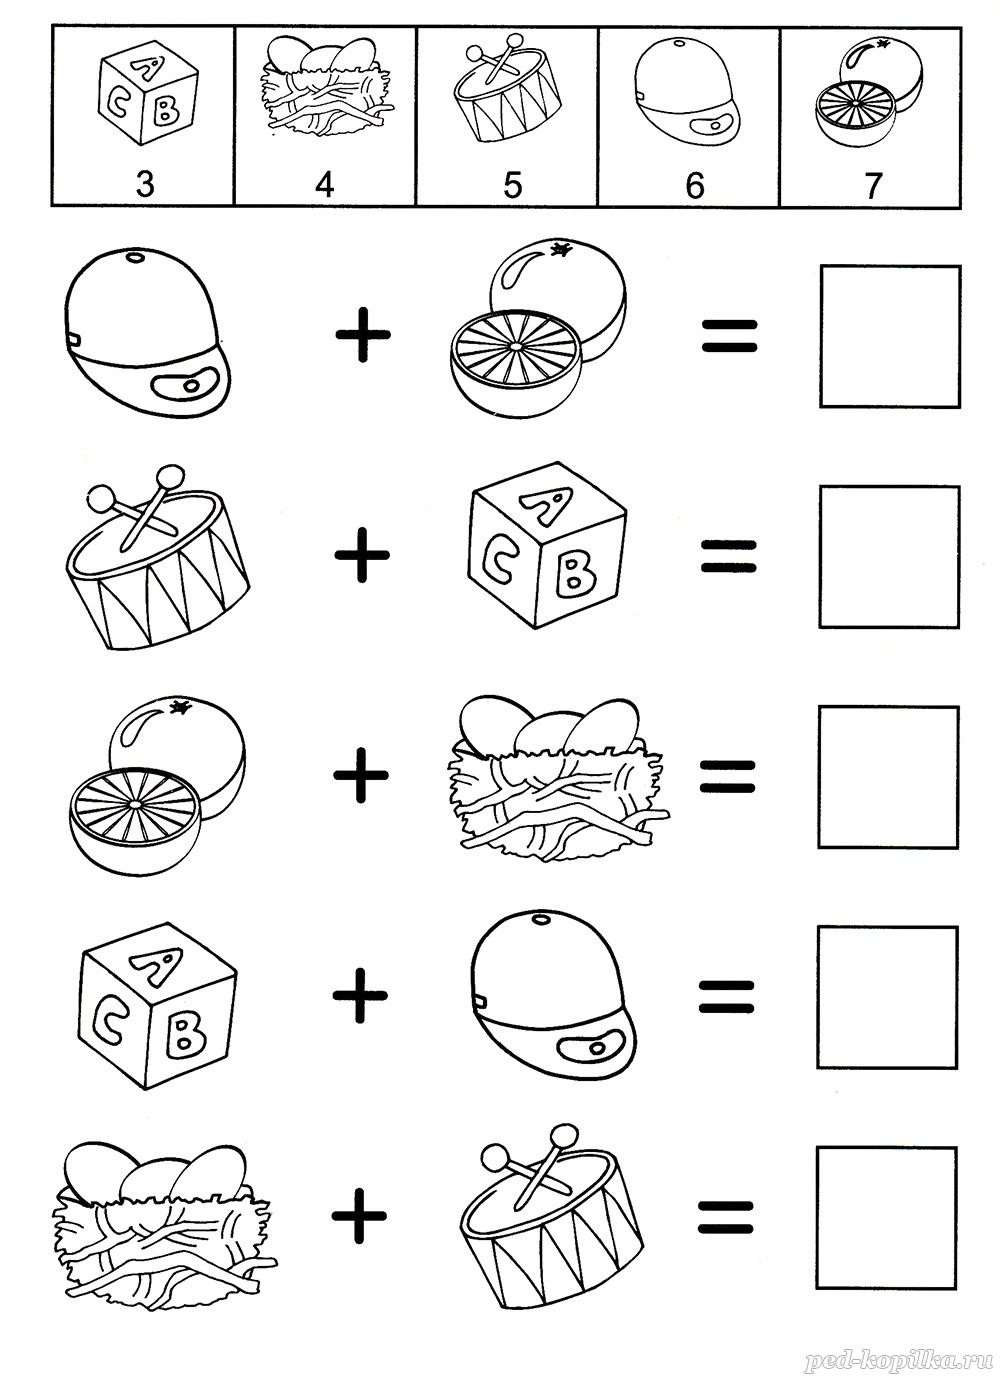 A C B
3 4 5 6 7
+ =
A C B
+ =
+ =
A C B
+ =
+ =
ped-kopilka.ru